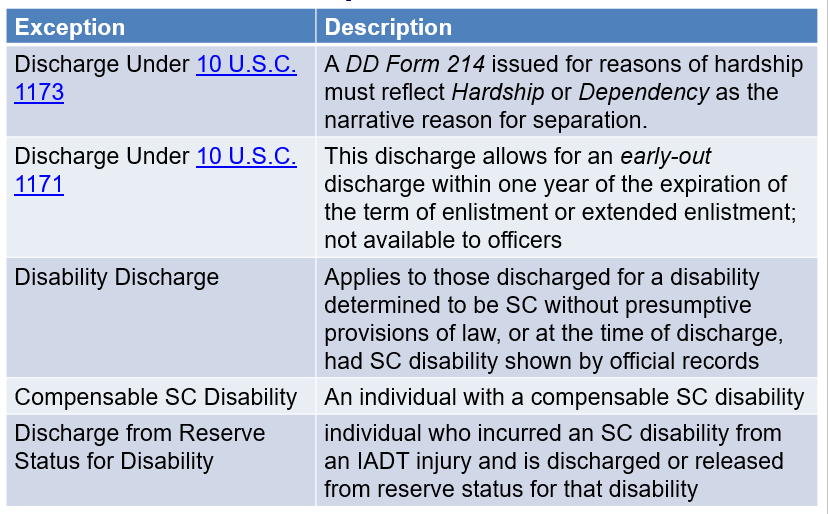 Exception
Description
Discharge Under 10 U.S.C.
1173
A DD Form 214 issued for reasons of hardship
must reflect Hardship or Dependency as the
narrative reason for separation.
Discharge Under 10 U.S.C.
1171
This discharge allows for an early-out
discharge within one year of the expiration of
the term of enlistment or extended enlistment;
not available to officers
Disability Discharge
Applies to those discharged for a disability
determined to be SC without presumptive
provisions of law, or at the time of discharge,
had SC disability shown by official records
Compensable SC Disability
An individual with a compensable SC disability
Discharge from Reserve
Status for Disability
individual who incurred an SC disability from
an IADT injury and is discharged or released
from reserve status for that disability